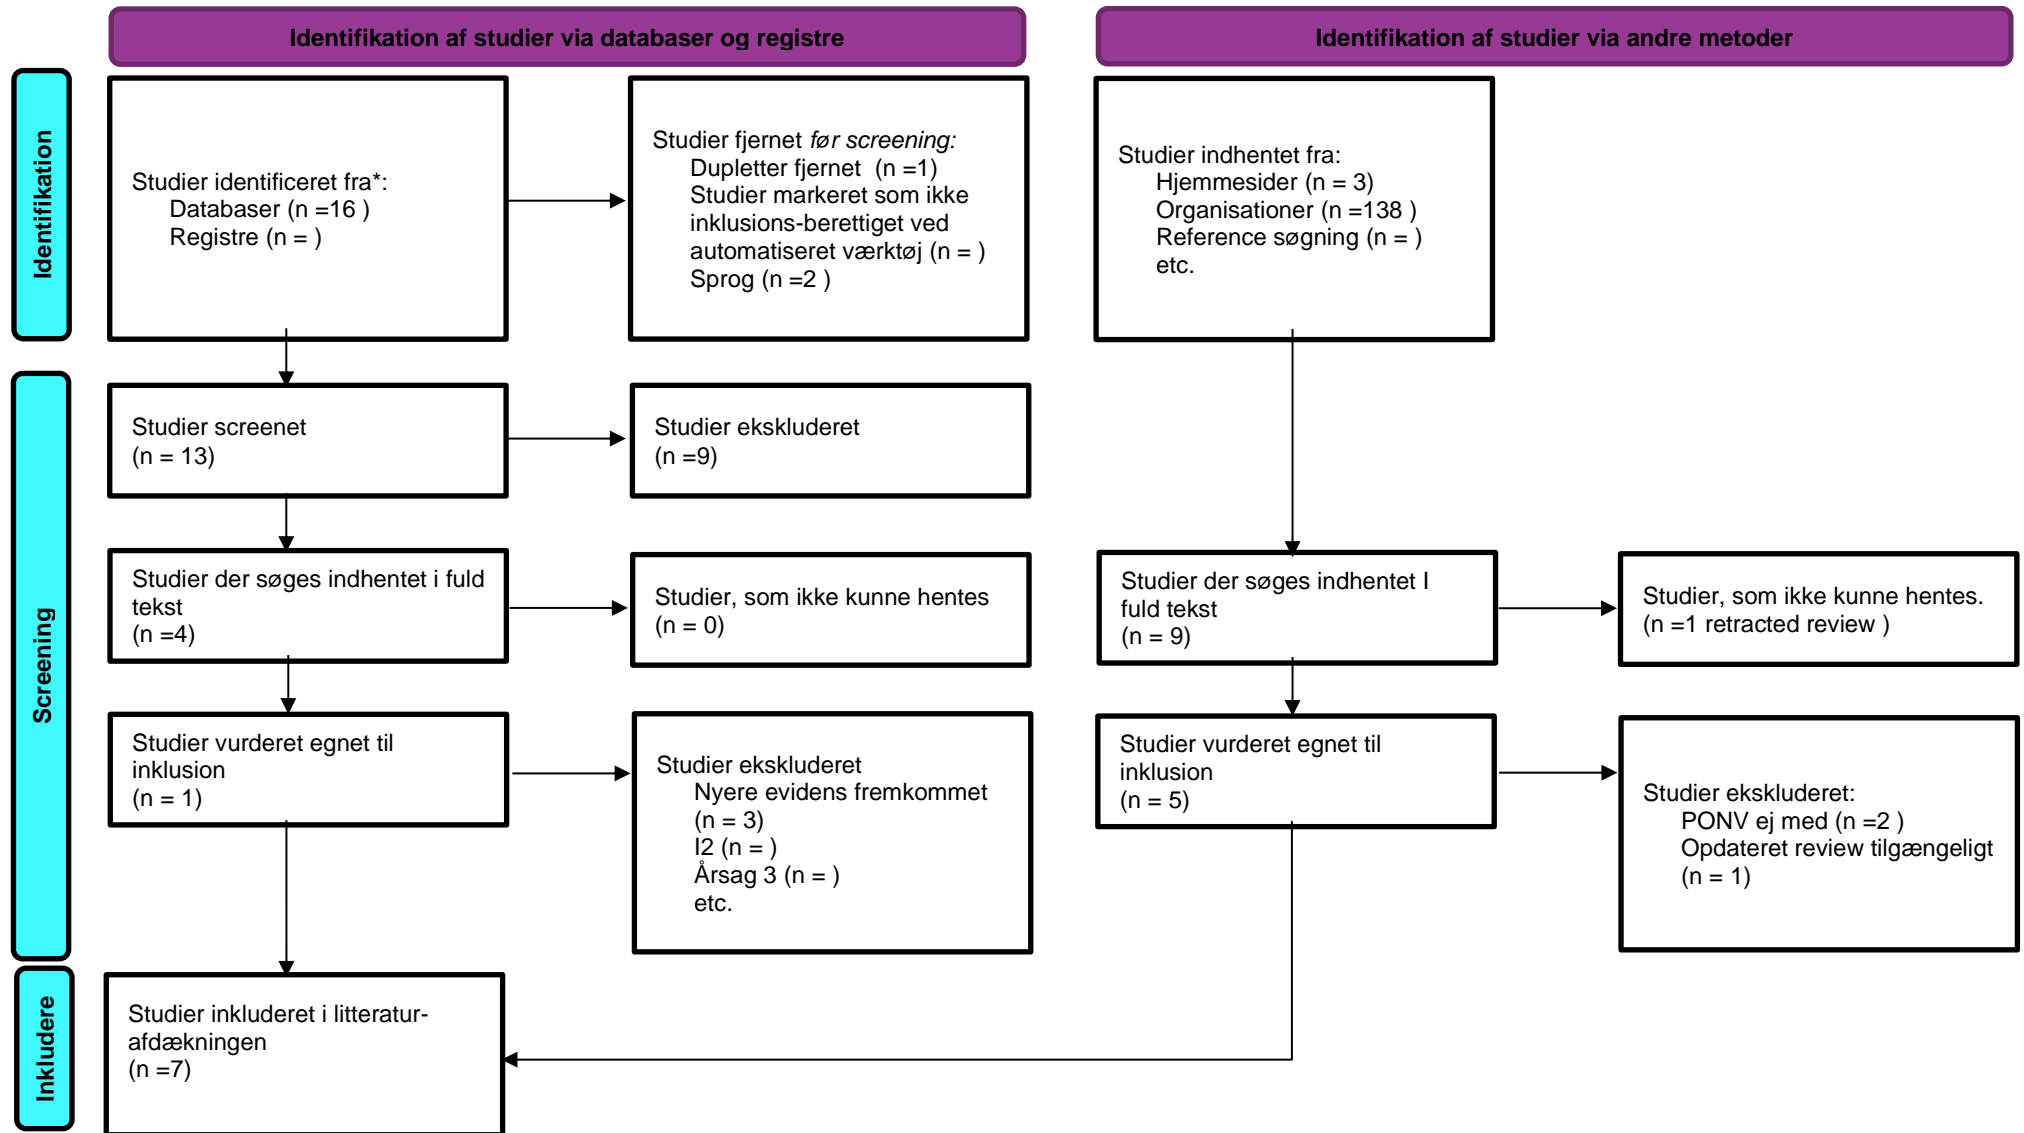 Identifikation af studier via databaser og registre
Identifikation af studier via andre metoder
Identifikation
Studier identificeret fra*:
Databaser (n =16 )
Registre (n = )
Studier fjernet før screening:
Dupletter fjernet (n =1)
Studier markeret som ikke
inklusions-berettiget ved
automatiseret værktøj (n = )
Sprog (n =2 )
Studier indhentet fra:
Hjemmesider (n = 3)
Organisationer (n =138 )
Reference søgning (n = )
etc.
Screening
Studier screenet
(n = 13)
Studier ekskluderet
(n =9)
Studier der søges indhentet i fuld
tekst
(n =4)
Studier, som ikke kunne hentes
(n = 0)
Studier der søges indhentet I
fuld tekst
(n = 9)
Studier, som ikke kunne hentes.
(n =1 retracted review )
Studier vurderet egnet til
inklusion
(n = 1)
Studier ekskluderet
Nyere evidens fremkommet
(n = 3)
I2 (n = )
Årsag 3 (n = )
etc.
Studier vurderet egnet til
inklusion
(n = 5)
Studier ekskluderet:
PONV ej med (n =2 )
Opdateret review tilgængeligt
(n = 1)
Inkludere
Studier inkluderet i litteratur-
afdækningen
(n =7)